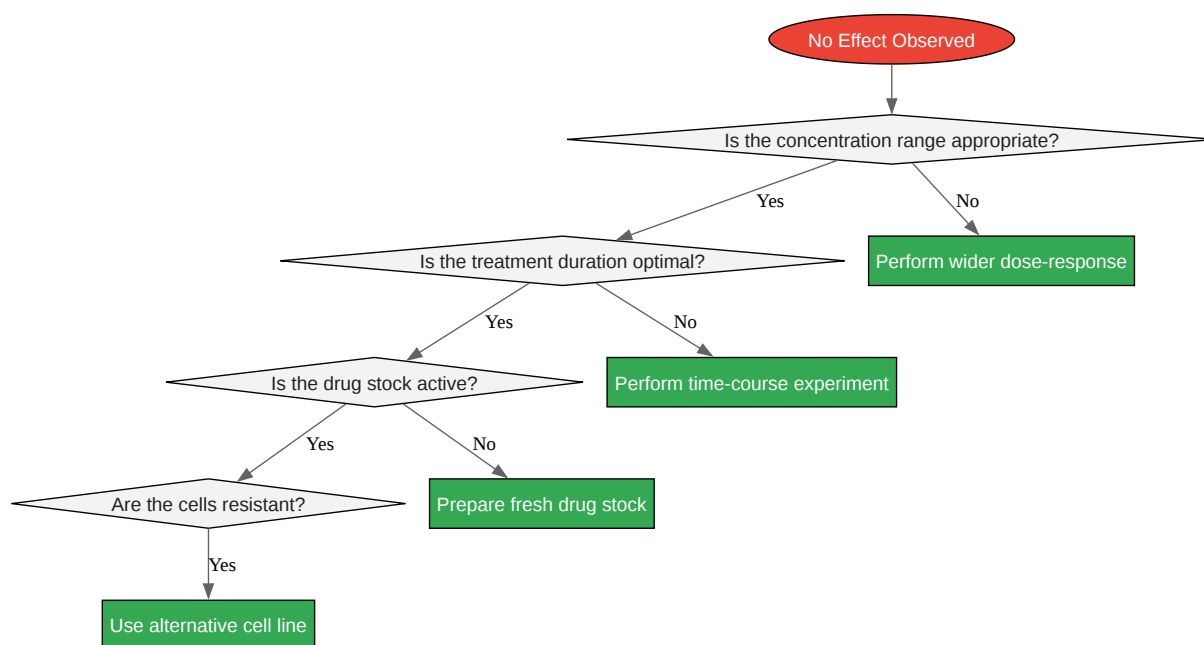 No Effect Observed
Is the concentration range appropriate?
Yes
No
Is the treatment duration optimal?
Perform wider dose-response
Yes
No
Is the drug stock active?
Perform time-course experiment
Yes
No
Are the cells resistant?
Prepare fresh drug stock
Yes
Use alternative cell line